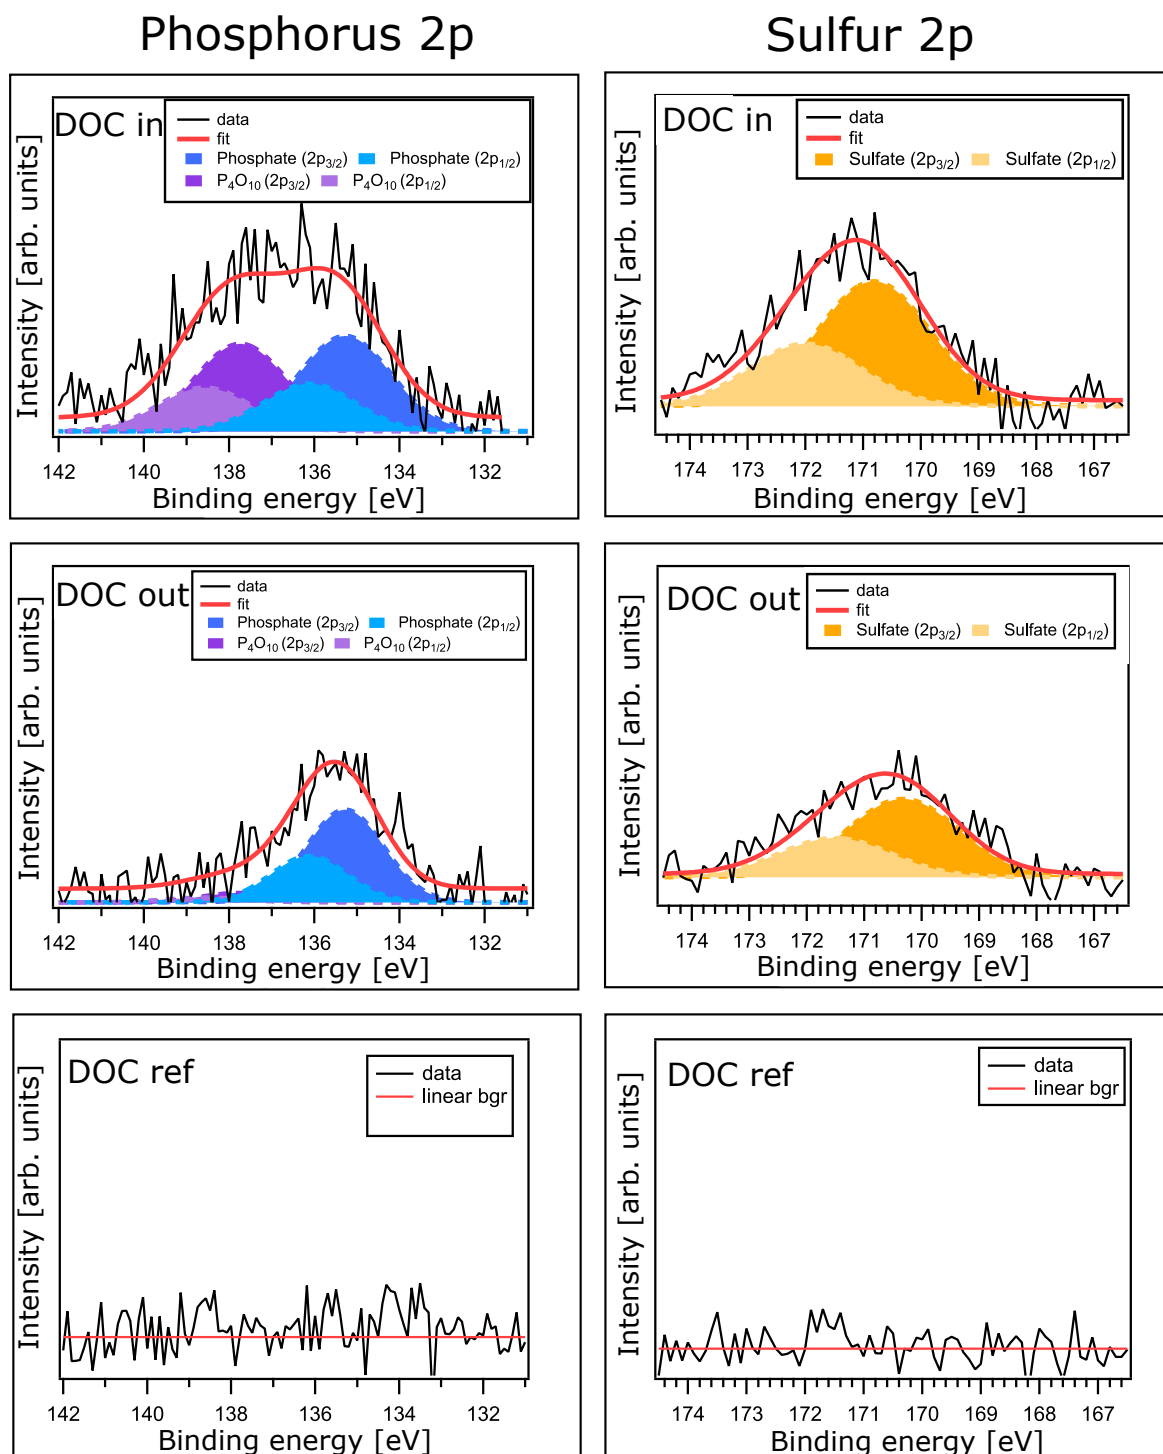 Phosphorus 2p
Sulfur 2p
DOC in
data
fit
Phosphate (2p3/2) Phosphate (2p1/2)
P4O10 (2p3/2) P4O10 (2p1/2)
Intensity [arb. units]
142 140 138 136 134 132
Binding energy [eV]
DOC in
data
fit
Sulfate (2p3/2) Sulfate (2p1/2)
Intensity [arb. units]
174 173 172 171 170 169 168 167
Binding energy [eV]
DOC out
data
fit
Phosphate (2p3/2) Phosphate (2p1/2)
P4O10 (2p3/2) P4O10 (2p1/2)
Intensity [arb. units]
142 140 138 136 134 132
Binding energy [eV]
DOC out
data
fit
Sulfate (2p3/2) Sulfate (2p1/2)
Intensity [arb. units]
174 173 172 171 170 169 168 167
Binding energy [eV]
DOC ref
data
linear bgr
Intensity [arb. units]
142 140 138 136 134 132
Binding energy [eV]
DOC ref
data
linear bgr
Intensity [arb. units]
174 173 172 171 170 169 168 167
Binding energy [eV]